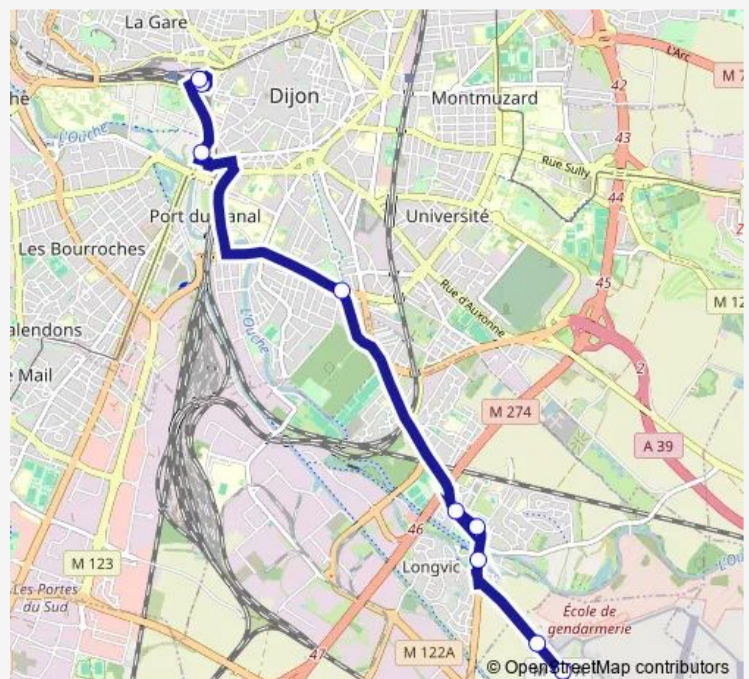 La Gare
L'Arc
M 7
42
Dijon
Montmuzard
he
L'Ouche
43
Rue Sully
44
Port du Canal
Université
Les Bourroches
45
Rue d'Auxonne
M 12
L'Ouche
alendons
2
e Mail
M 274
A 39
46
L'Ou
M 123
Longvic
Les Portes
du Sud
École de
gendarmerie
47
M 122A
© OpenStreetMap contributors